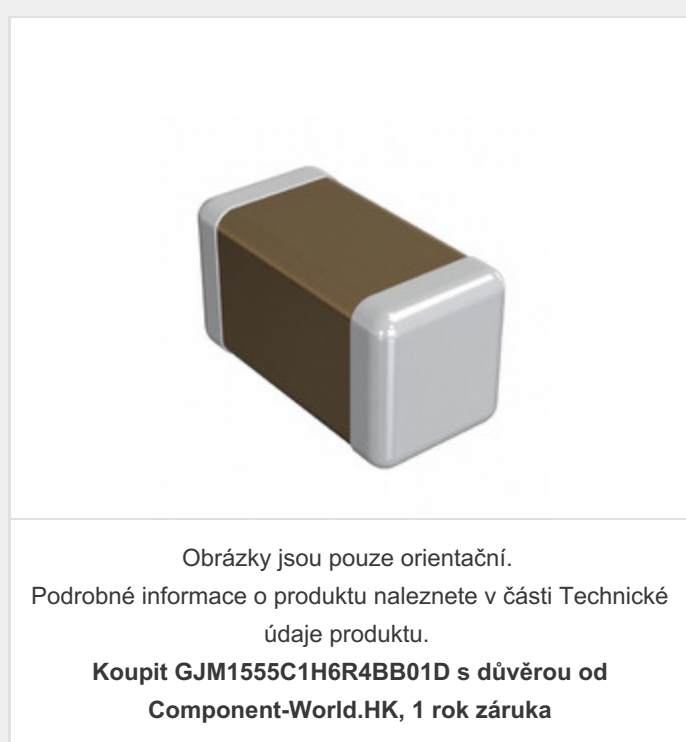 Obrázky jsou pouze orientační.
Podrobné informace o produktu naleznete v části Technické
údaje produktu.
Koupit GJM1555C1H6R4BB01D s důvěrou od
Component-World.HK, 1 rok záruka